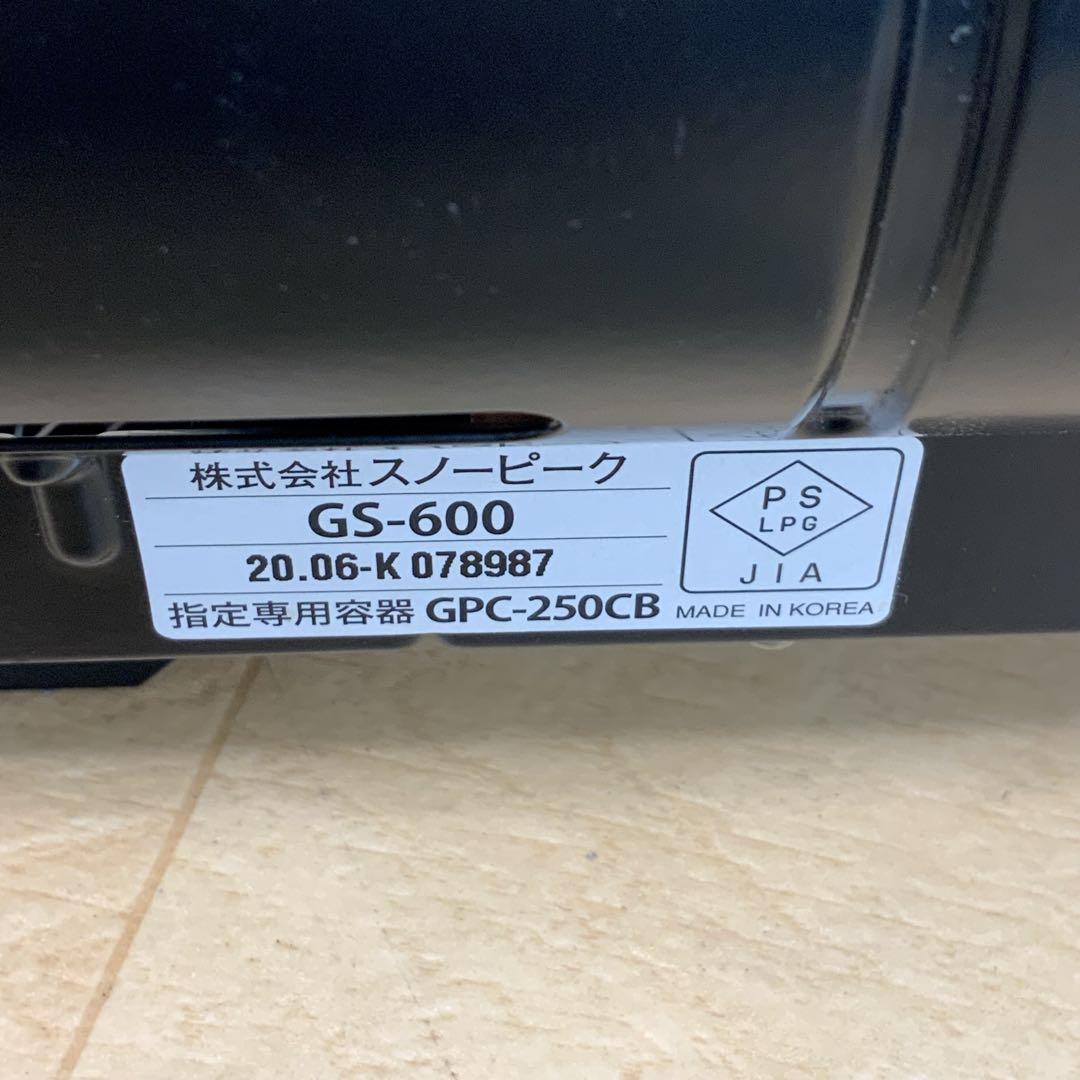 株式会社スノーピーク
GS-600
20.06-K 078987
指定専用容器 GPC-250CB
PS
LPG
JIA
MADE IN KOREA